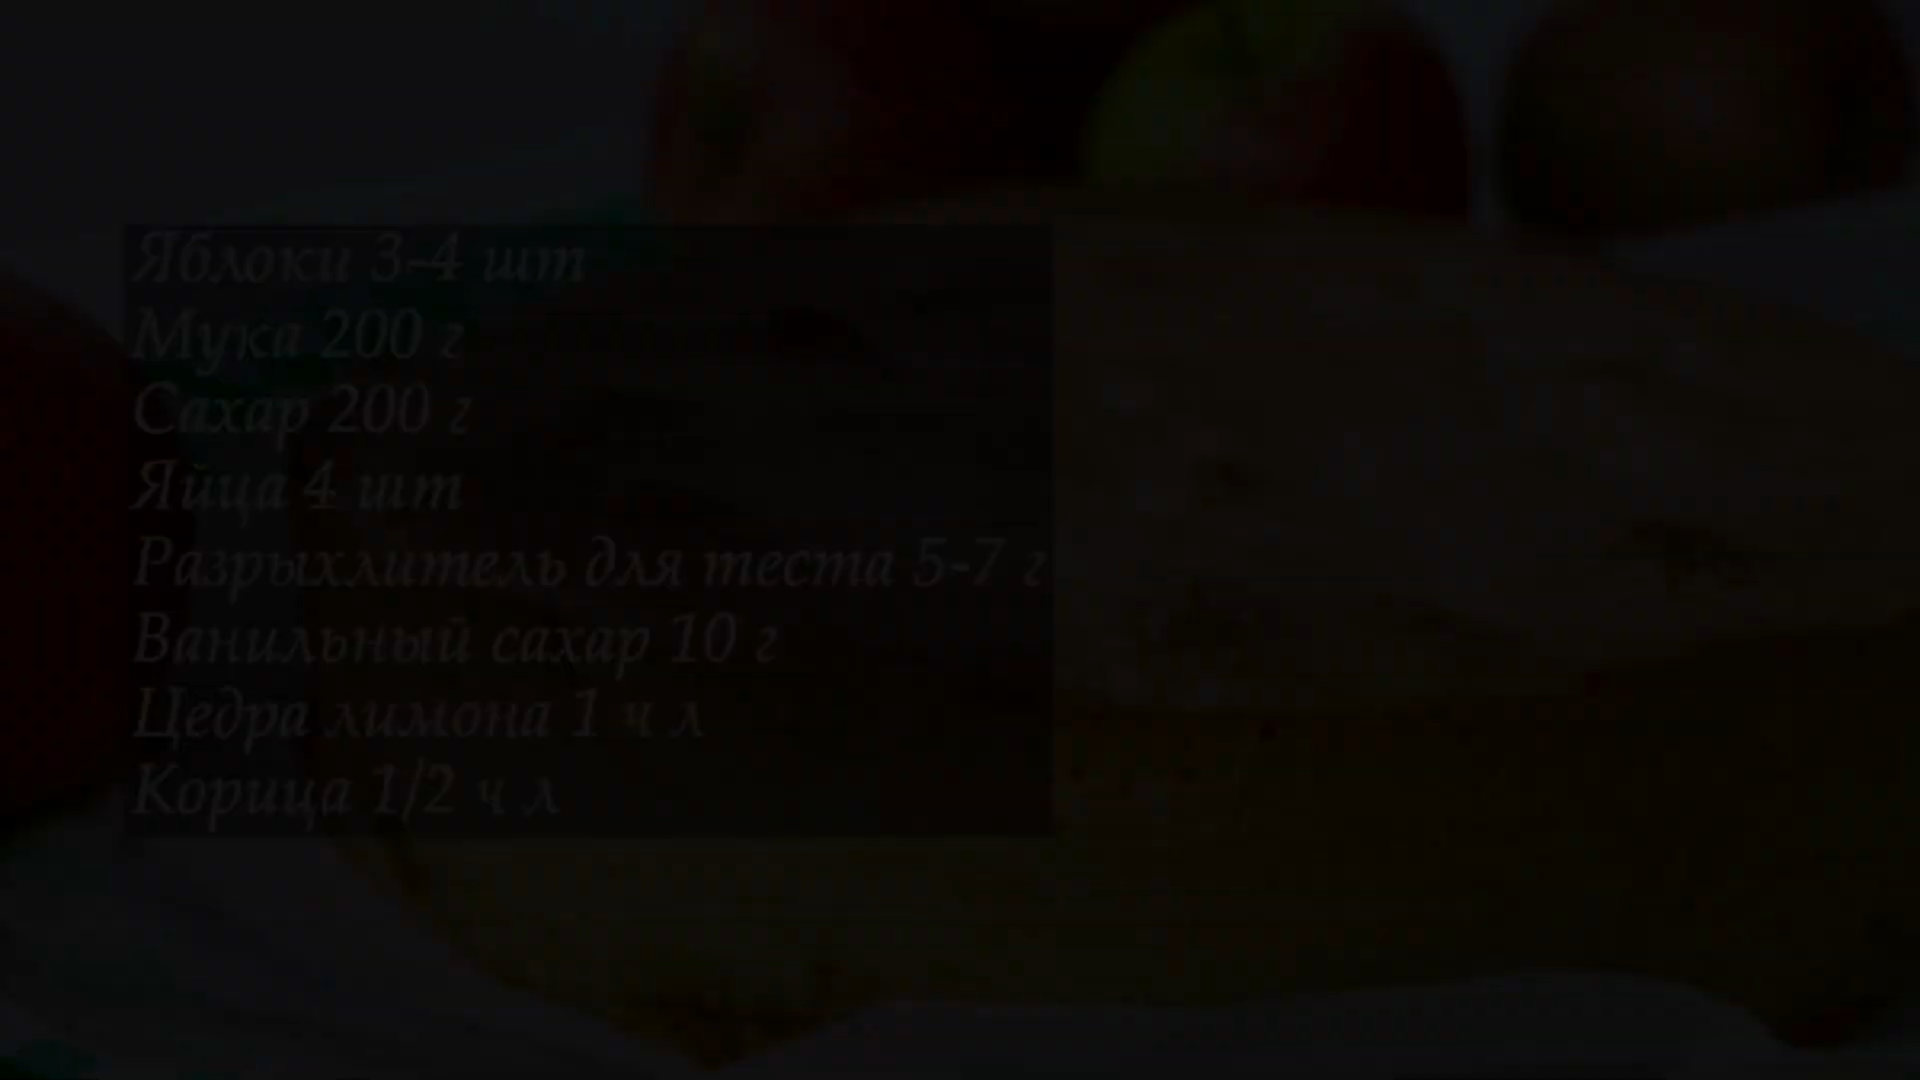 Яблоки 3-4 шт
Мука 200 г
Сахар 200 г
Яйца 4 шт
Разрыхлитель для теста 5-7 г
Ванильный сахар 10 г
Цедра лимона 1 ч л
Корица 1/2 ч л